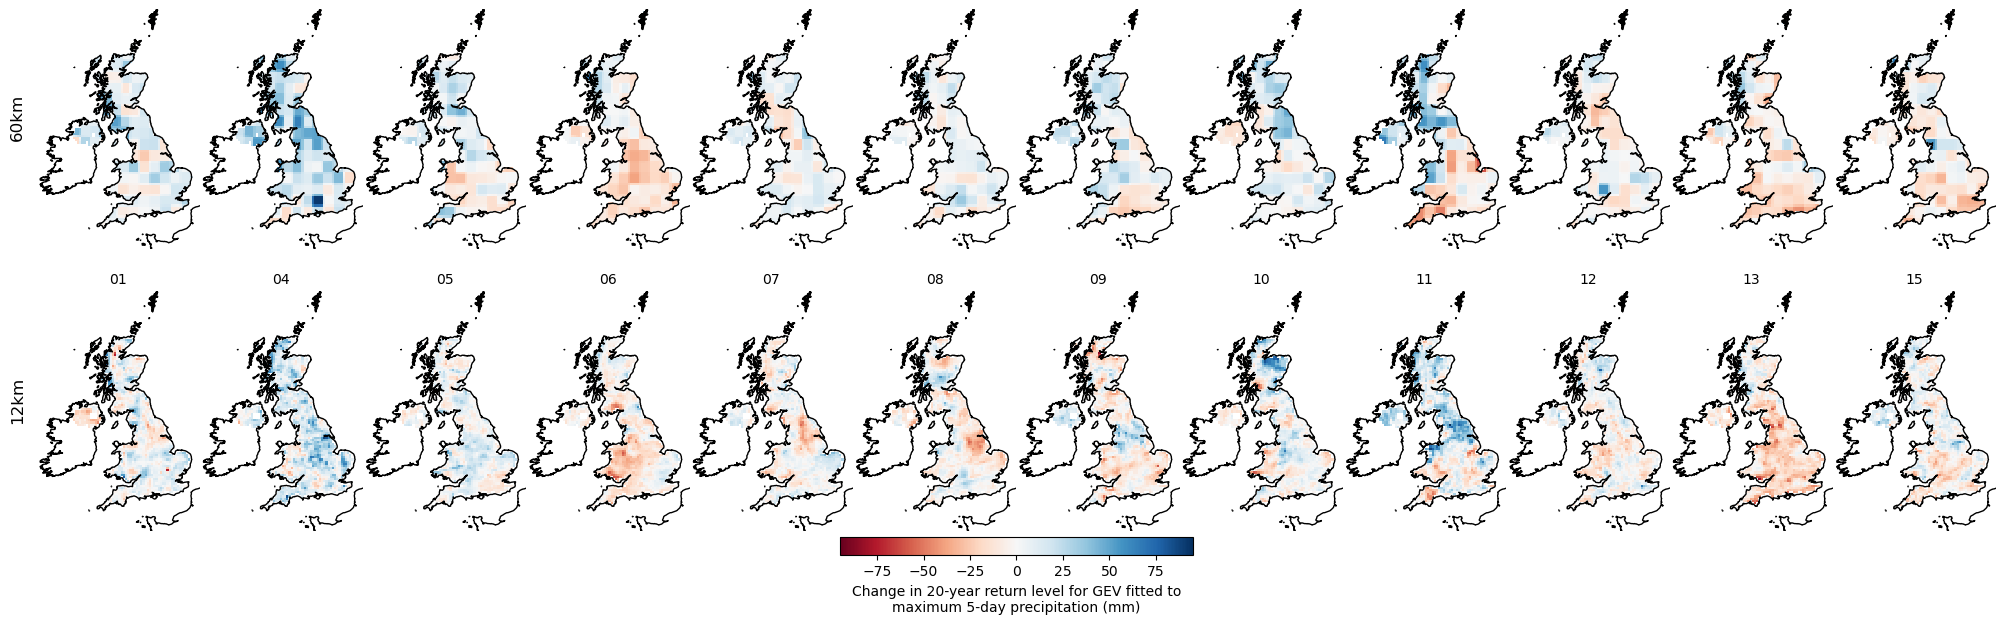 60km
01 04 05 06 07 08 09 10 11 12 13 15
12km
−75 −50 −25 0 25 50 75
Change in 20-year return level for GEV fitted to
maximum 5-day precipitation (mm)